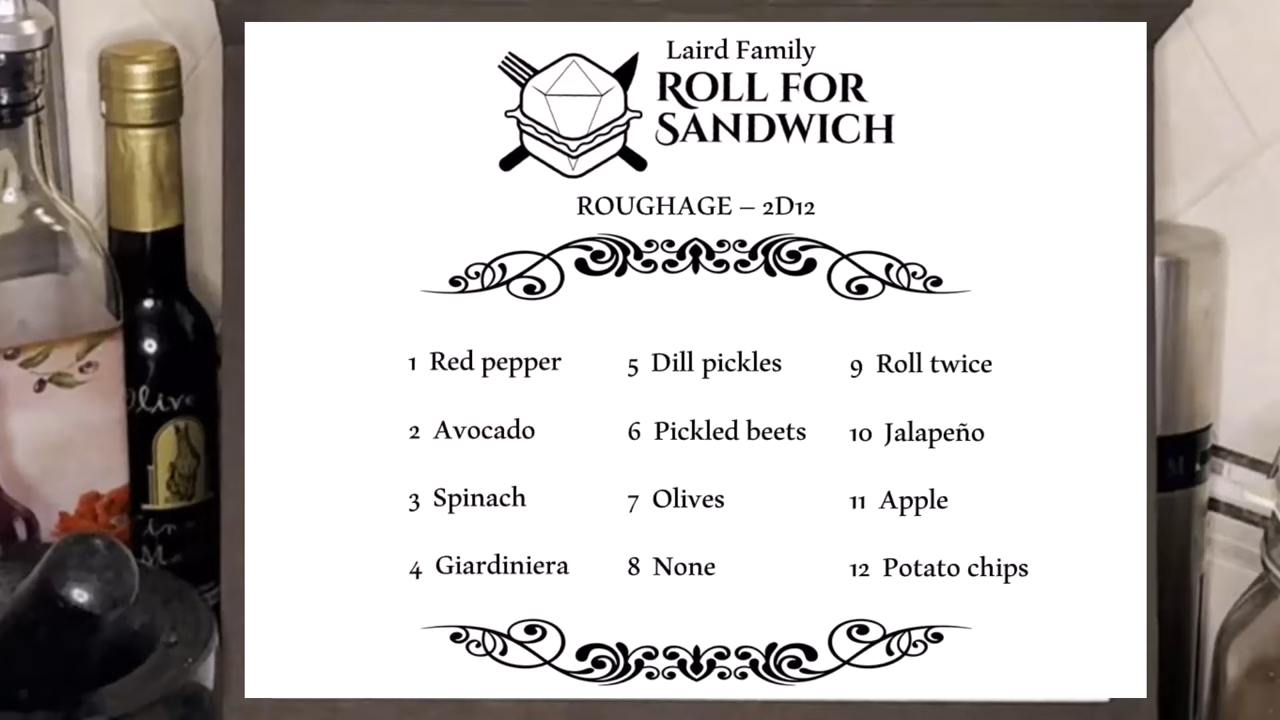 Laird Family
ROLL FOR
SANDWICH
ROUGHAGE – 2D12
1 Red pepper
2 Avocado
3 Spinach
4 Giardiniera
5 Dill pickles
6 Pickled beets
7 Olives
8 None
9 Roll twice
10 Jalapeño
11 Apple
12 Potato chips
Olive